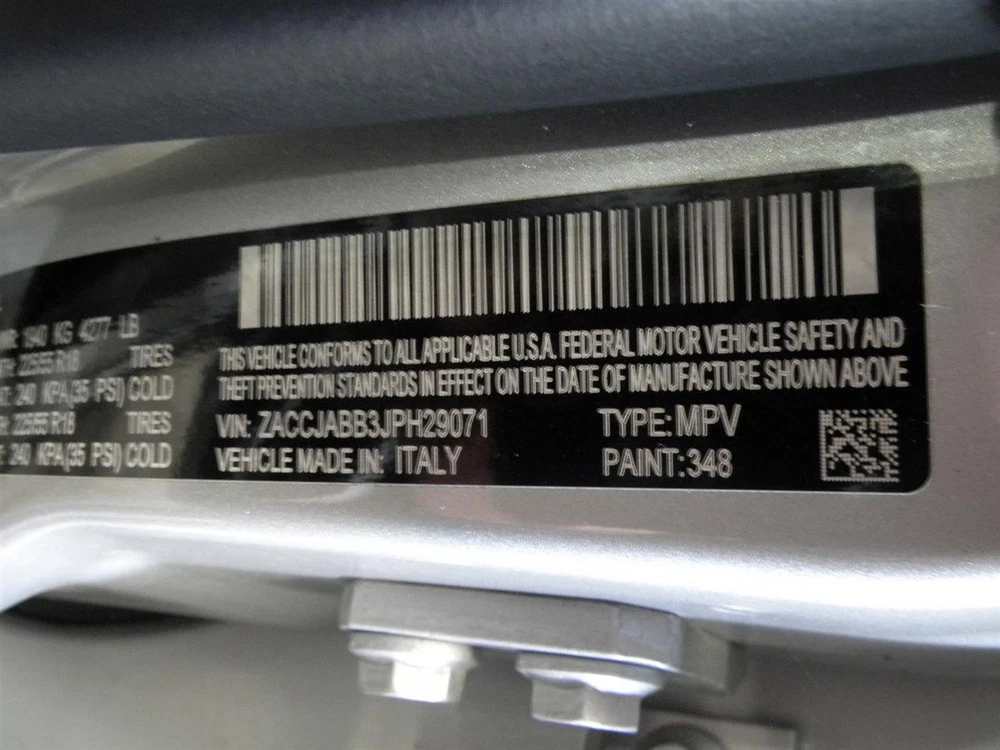 1940 KG 4277 LB
225/55 R18 TIRES
240 KPA(35 PSI) COLD
225/55 R18 TIRES
240 KPA(35 PSI) COLD
THIS VEHICLE CONFORMS TO ALL APPLICABLE U.S.A. FEDERAL MOTOR VEHICLE SAFETY AND
THEFT PREVENTION STANDARDS IN EFFECT ON THE DATE OF MANUFACTURE SHOWN ABOVE
VIN: ZACCJABB3JPH29071 TYPE: MPV
VEHICLE MADE IN: ITALY PAINT: 348